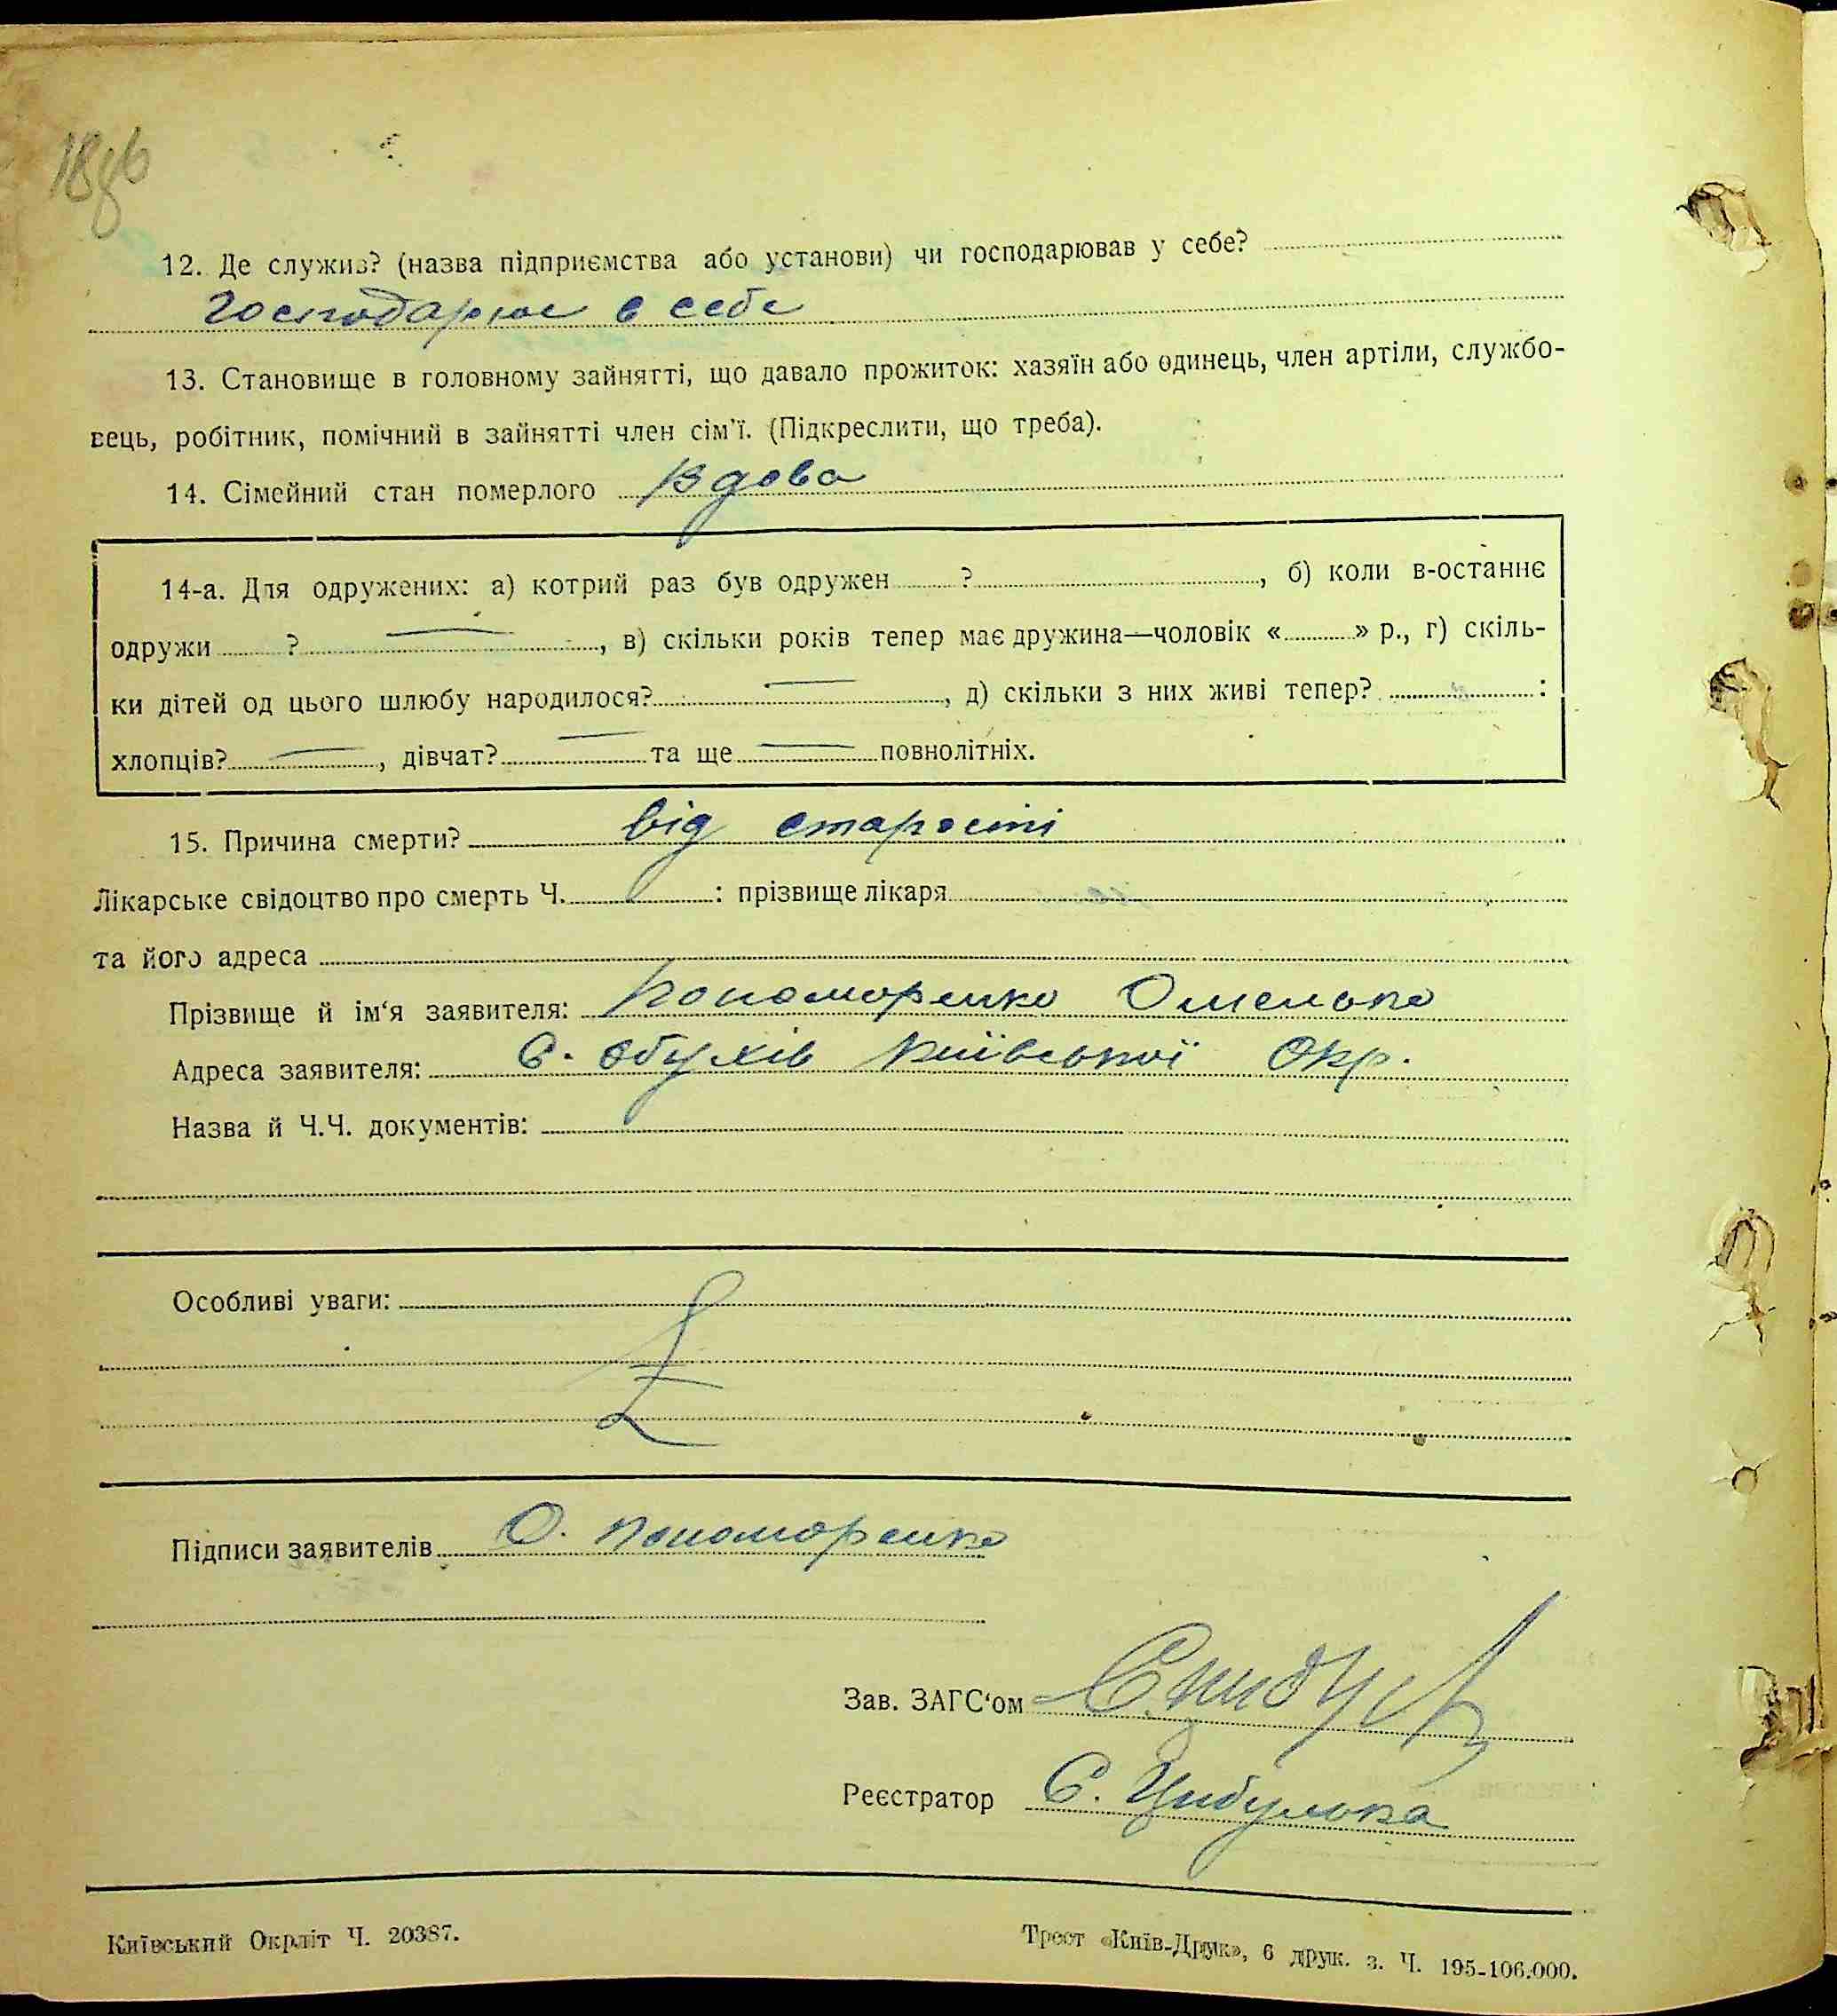 12. Де служив? (назва підприємства або установи) чи господарював у себе?
Господарює в себе
13. Становище в головному зайнятті, що давало прожиток: хазяїн або одинець, член артіли, службо-
вець, робітник, помічний в зайнятті член сім'ї. (Підкреслити, що треба).
14. Сімейний стан померлого Вдова
14-а. Для одружених: а) котрий раз був одружен ?, б) коли в-останнє
одружи ? —, в) скільки років тепер має дружина—чоловік « » р., г) скіль-
ки дітей од цього шлюбу народилося? —, д) скільки з них живі тепер? :
хлопців? —, дівчат? — та ще — повнолітніх.
15. Причина смерти? від старості
Лікарське свідоцтво про смерть Ч. : прізвище лікаря
та його адреса
Прізвище й ім'я заявителя: Пономоренко Омелько
Адреса заявителя: С. Обухів Київської Окр.
Назва й Ч.Ч. документів:
Особливі уваги:
Підписи заявителів О. Пономоренко
Зав. ЗАГС'ом
Реєстратор Є. Цибулька
Київський Окрліт Ч. 20387.
Трест «Київ-Друк», 6 друк. з. Ч. 195-106.000.